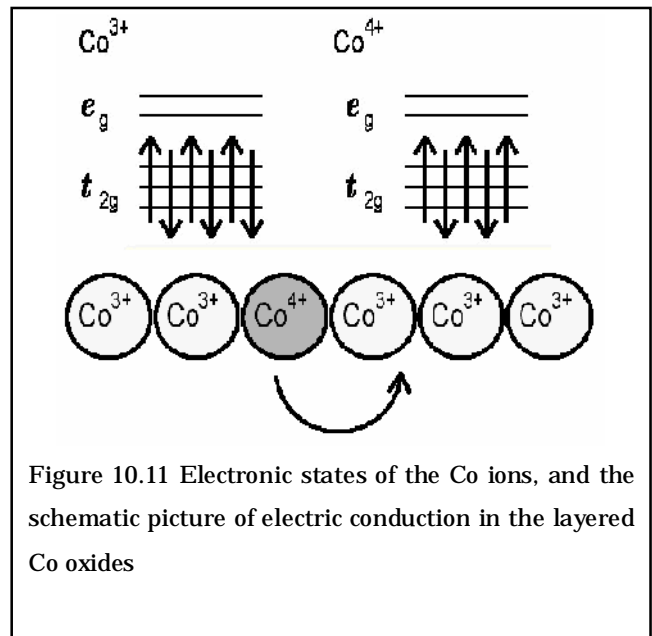 Co3+ Co4+
eg eg
t2g t2g
Co3+ Co3+ Co4+ Co3+ Co3+ Co3+
Figure 10.11 Electronic states of the Co ions, and the
schematic picture of electric conduction in the layered
Co oxides